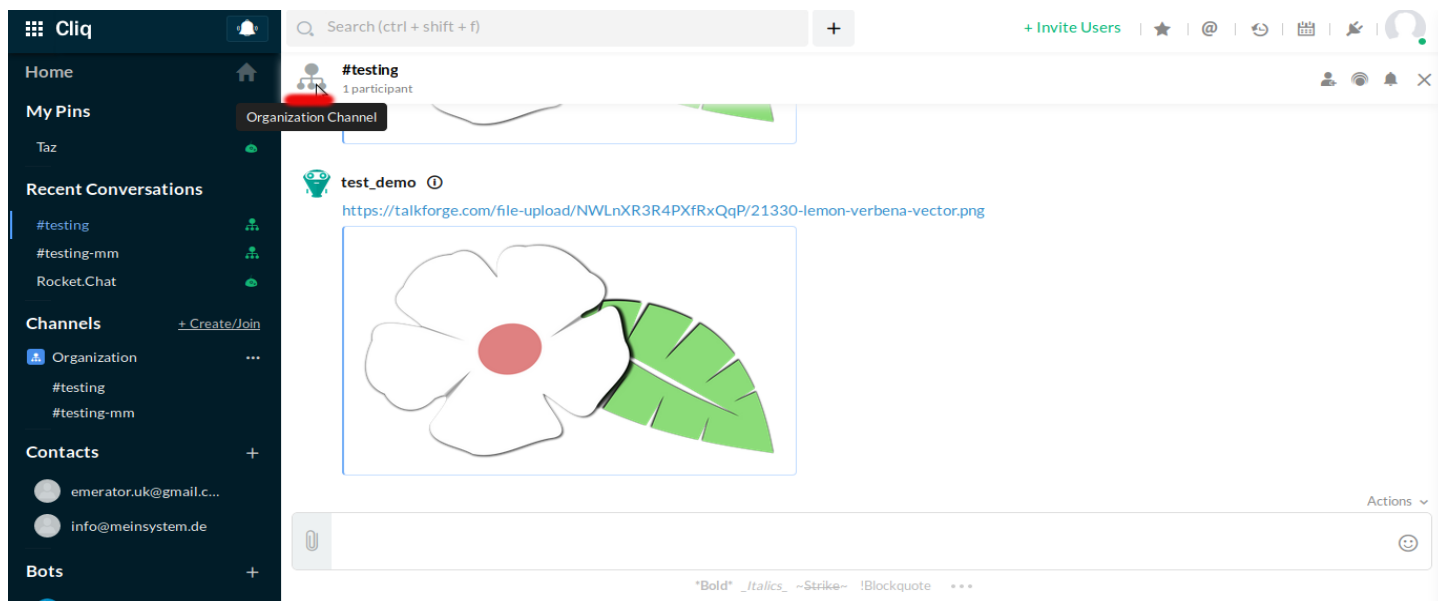 Cliq
Search (ctrl + shift + f)
+
+ Invite Users
@
Home
#testing
1 participant
Organization Channel
My Pins
Taz
Recent Conversations
#testing
#testing-mm
Rocket.Chat
Channels
+ Create/Join
Organization
#testing
#testing-mm
Contacts +
emerator.uk@gmail.c...
info@meinsystem.de
Bots +
test_demo
https://talkforge.com/file-upload/NWLnXR3R4PXfRxQqP/21330-lemon-verbena-vector.png
Actions
*Bold* _Italics_ ~Strike~ !Blockquote